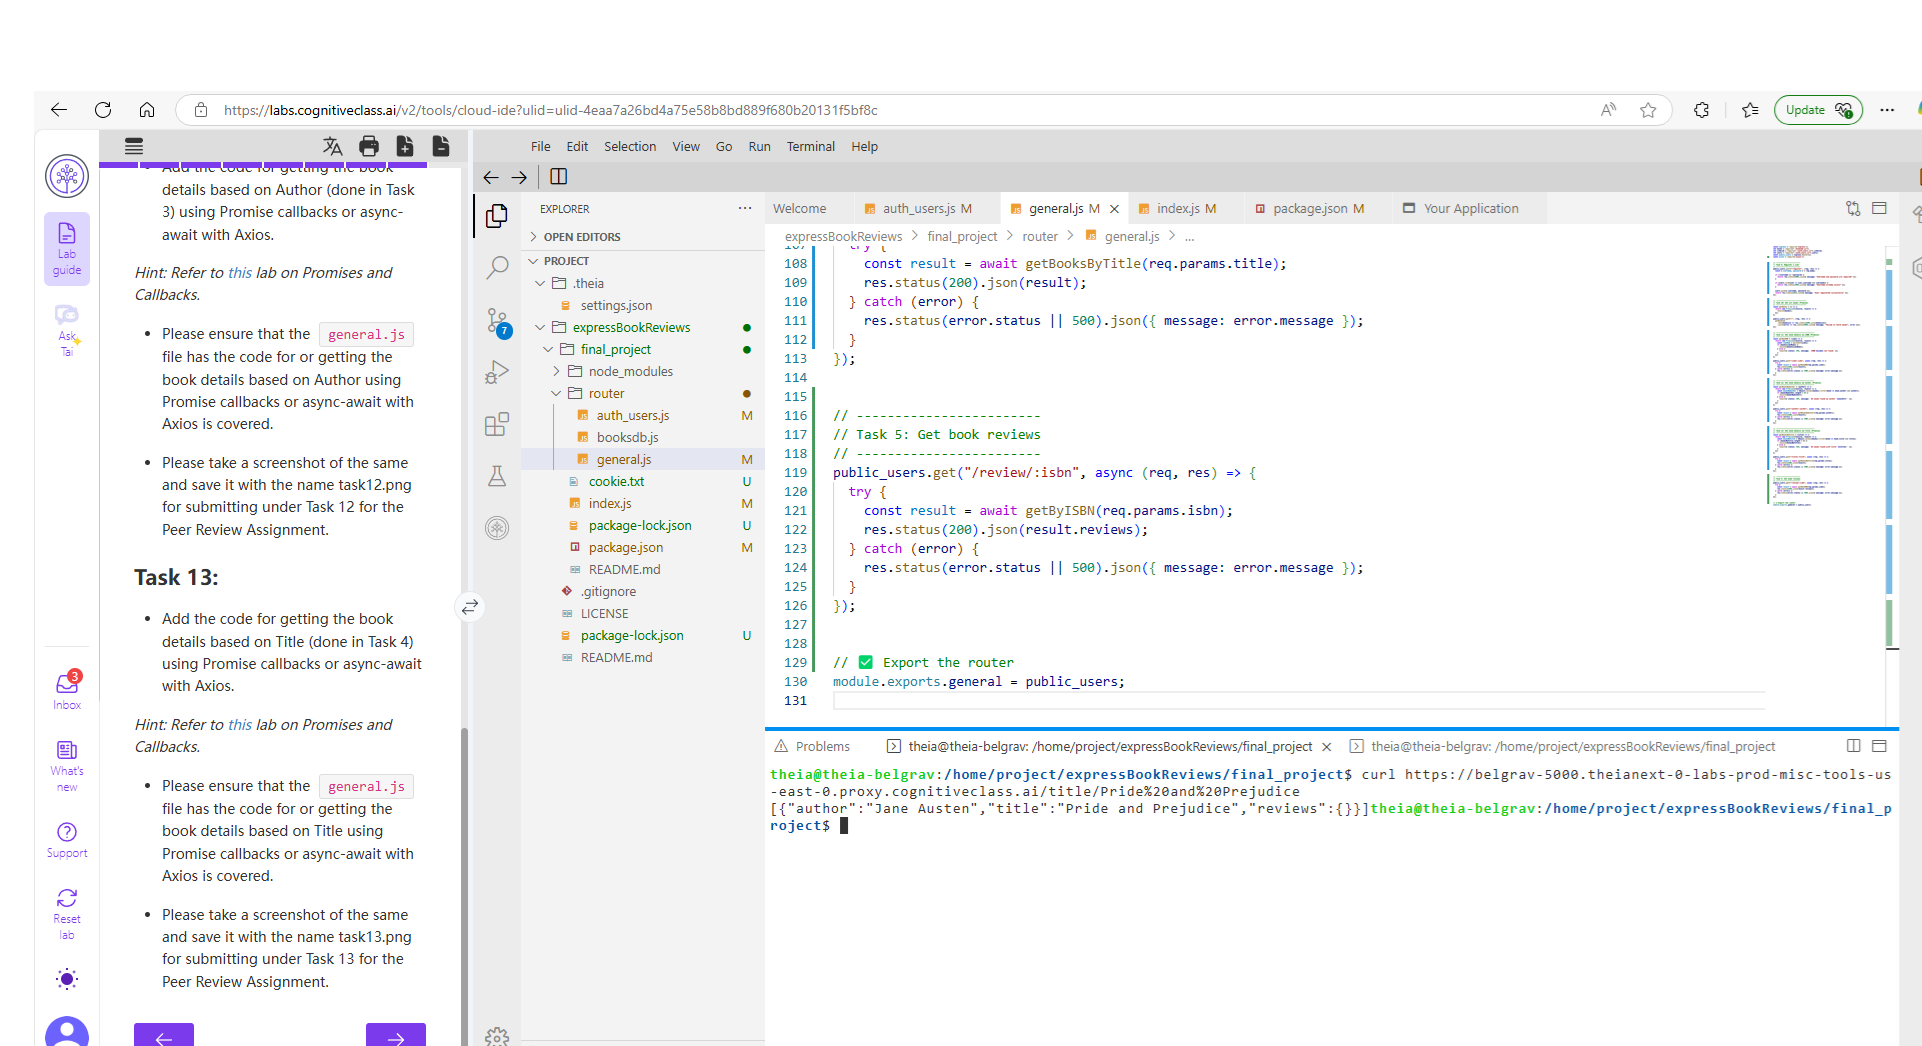 https://labs.cognitiveclass.ai/v2/tools/cloud-ide?ulid=ulid-4eaa7a26bd4a75e58b8bd889f680b20131f5bf8c
Update
Lab
guide
Ask
Tai
3
Inbox
What's
new
Support
Reset
lab
Add the code for getting the book
details based on Author (done in Task
3) using Promise callbacks or async-
await with Axios.
Hint: Refer to this lab on Promises and
Callbacks.
• Please ensure that the general.js
file has the code for or getting the
book details based on Author using
Promise callbacks or async-await with
Axios is covered.
• Please take a screenshot of the same
and save it with the name task12.png
for submitting under Task 12 for the
Peer Review Assignment.
Task 13:
• Add the code for getting the book
details based on Title (done in Task 4)
using Promise callbacks or async-await
with Axios.
Hint: Refer to this lab on Promises and
Callbacks.
• Please ensure that the general.js
file has the code for or getting the
book details based on Title using
Promise callbacks or async-await with
Axios is covered.
• Please take a screenshot of the same
and save it with the name task13.png
for submitting under Task 13 for the
Peer Review Assignment.
File Edit Selection View Go Run Terminal Help
7
EXPLORER ...
OPEN EDITORS
PROJECT
.theia
settings.json
expressBookReviews
final_project
node_modules
router
auth_users.js M
booksdb.js
general.js M
cookie.txt U
index.js M
package-lock.json U
package.json M
README.md
.gitignore
LICENSE
package-lock.json U
README.md
Welcome auth_users.js M general.js M index.js M package.json M Your Application
expressBookReviews > final_project > router > general.js > ...
107 try {
108 const result = await getBooksByTitle(req.params.title);
109 res.status(200).json(result);
110 } catch (error) {
111 res.status(error.status || 500).json({ message: error.message });
112 }
113 });
114
115
116 // ------------------------
117 // Task 5: Get book reviews
118 // ------------------------
119 public_users.get("/review/:isbn", async (req, res) => {
120 try {
121 const result = await getByISBN(req.params.isbn);
122 res.status(200).json(result.reviews);
123 } catch (error) {
124 res.status(error.status || 500).json({ message: error.message });
125 }
126 });
127
128
129 // ✅ Export the router
130 module.exports.general = public_users;
131
Problems theia@theia-belgrav: /home/project/expressBookReviews/final_project theia@theia-belgrav: /home/project/expressBookReviews/final_project
theia@theia-belgrav:/home/project/expressBookReviews/final_project$ curl https://belgrav-5000.theianext-0-labs-prod-misc-tools-us
-east-0.proxy.cognitiveclass.ai/title/Pride%20and%20Prejudice
[{"author":"Jane Austen","title":"Pride and Prejudice","reviews":{}}]theia@theia-belgrav:/home/project/expressBookReviews/final_p
roject$